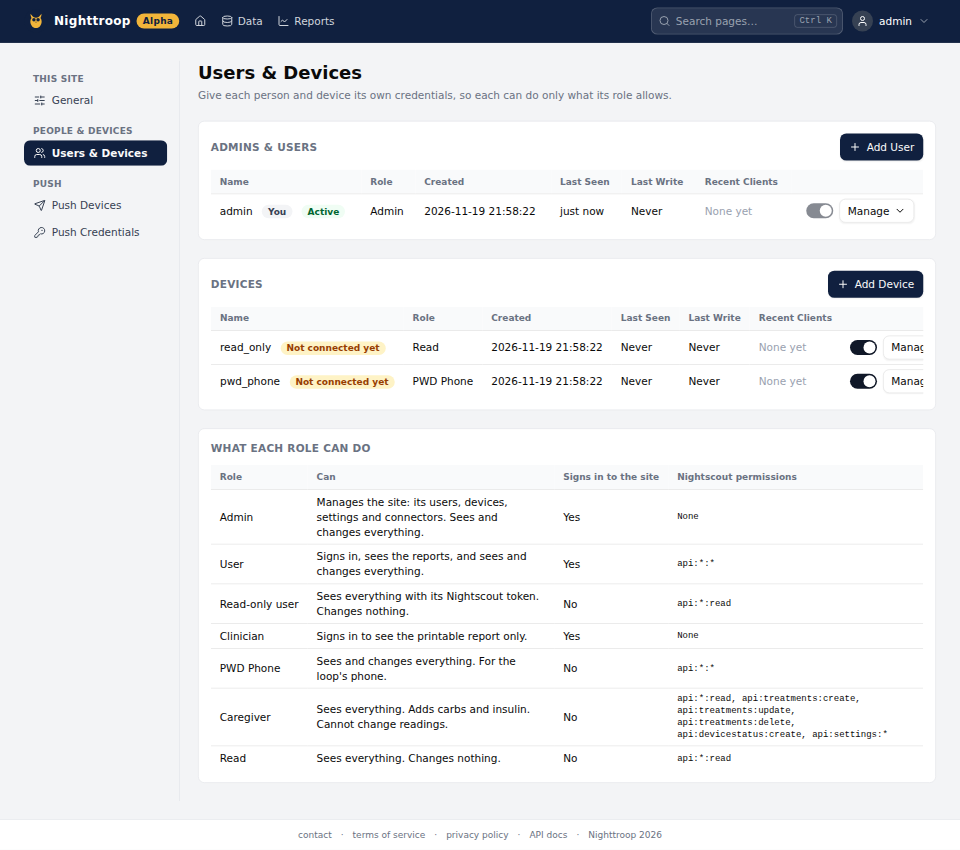 Nighttroop Alpha Data Reports Search pages... Ctrl K admin
THIS SITE
General
PEOPLE & DEVICES
Users & Devices
PUSH
Push Devices
Push Credentials
Users & Devices
Give each person and device its own credentials, so each can do only what its role allows.
ADMINS & USERS
Add User
Name Role Created Last Seen Last Write Recent Clients
admin You Active Admin 2026-11-19 21:58:22 just now Never None yet Manage
DEVICES
Add Device
Name Role Created Last Seen Last Write Recent Clients
read_only Not connected yet Read 2026-11-19 21:58:22 Never Never None yet Manag
pwd_phone Not connected yet PWD Phone 2026-11-19 21:58:22 Never Never None yet Manag
WHAT EACH ROLE CAN DO
Role Can Signs in to the site Nightscout permissions
Admin
Manages the site: its users, devices,
settings and connectors. Sees and
changes everything.
Yes
None
User
Signs in, sees the reports, and sees and
changes everything.
Yes
api:*:*
Read-only user
Sees everything with its Nightscout token.
Changes nothing.
No
api:*:read
Clinician
Signs in to see the printable report only.
Yes
None
PWD Phone
Sees and changes everything. For the
loop's phone.
No
api:*:*
Caregiver
Sees everything. Adds carbs and insulin.
Cannot change readings.
No
api:*:read, api:treatments:create,
api:treatments:update,
api:treatments:delete,
api:devicestatus:create, api:settings:*
Read
Sees everything. Changes nothing.
No
api:*:read
contact · terms of service · privacy policy · API docs · Nighttroop 2026